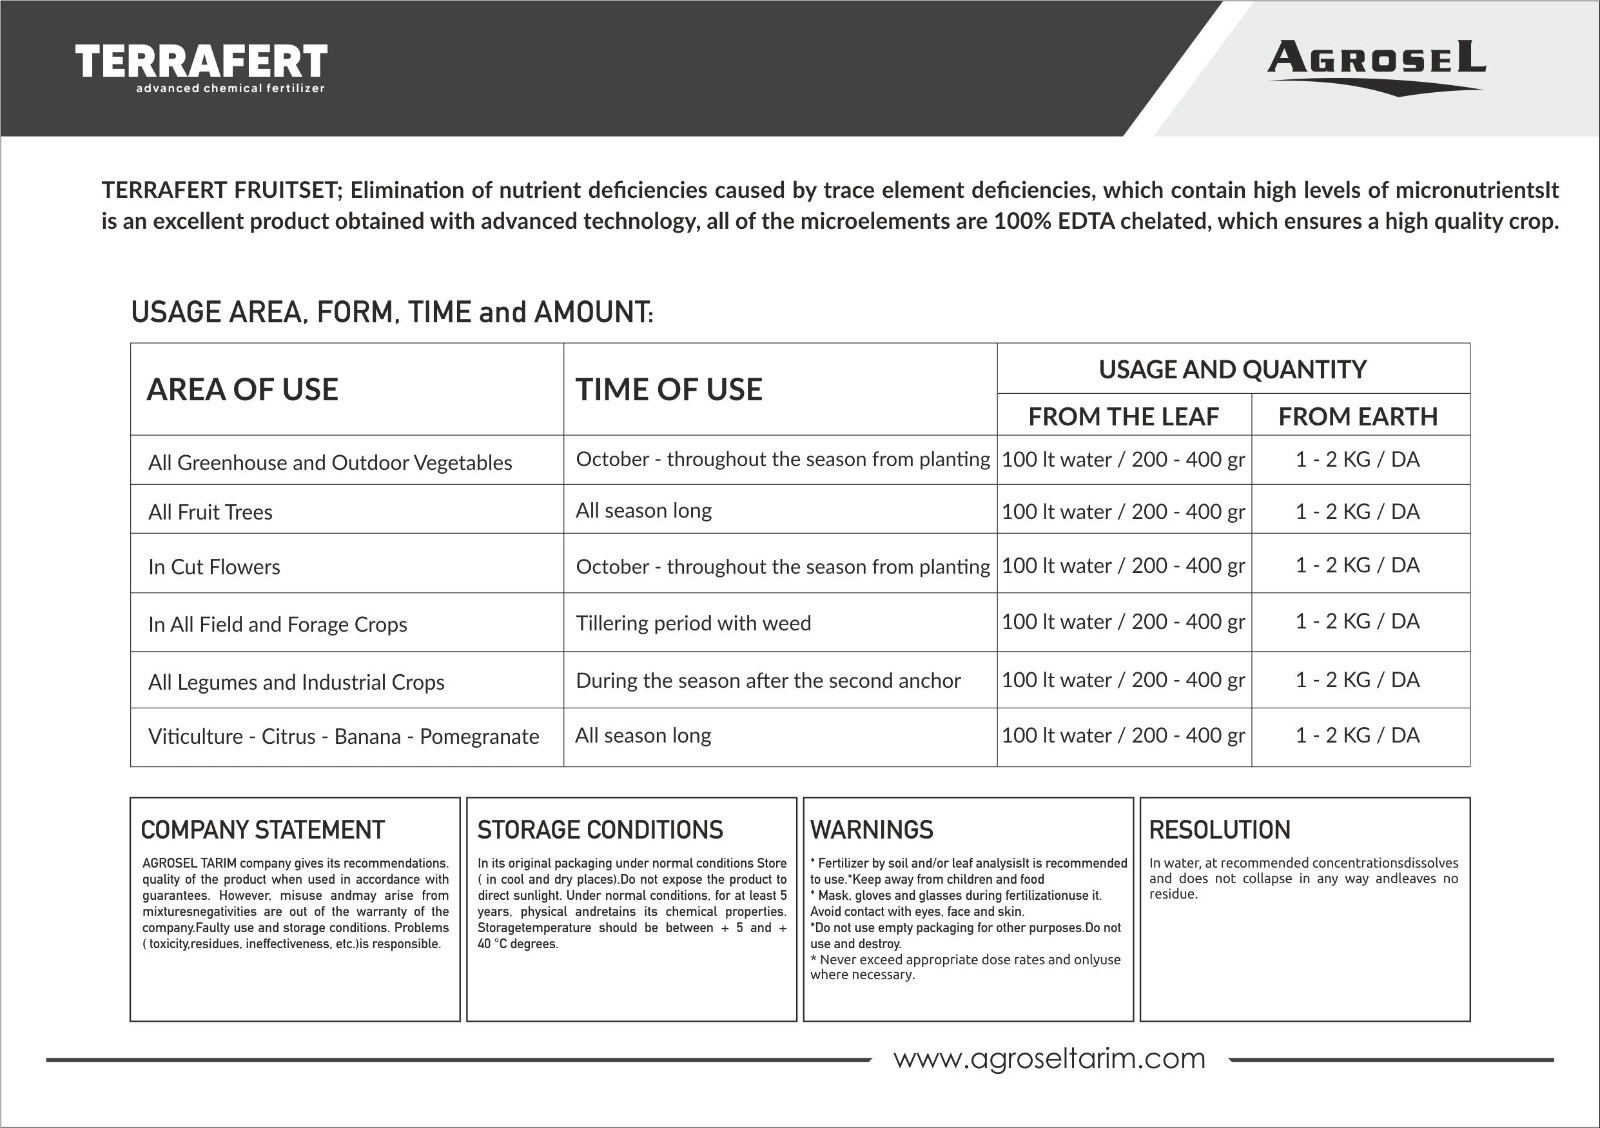 TERRAFERT
advanced chemical fertilizer
AGROSEL
TERRAFERT FRUITSET; Elimination of nutrient deficiencies caused by trace element deficiencies, which contain high levels of micronutrientsIt
is an excellent product obtained with advanced technology, all of the microelements are 100% EDTA chelated, which ensures a high quality crop.
USAGE AREA, FORM, TIME and AMOUNT:
AREA OF USE TIME OF USE USAGE AND QUANTITY
FROM THE LEAF FROM EARTH
All Greenhouse and Outdoor Vegetables October - throughout the season from planting 100 lt water / 200 - 400 gr 1 - 2 KG / DA
All Fruit Trees All season long 100 lt water / 200 - 400 gr 1 - 2 KG / DA
In Cut Flowers October - throughout the season from planting 100 lt water / 200 - 400 gr 1 - 2 KG / DA
In All Field and Forage Crops Tillering period with weed 100 lt water / 200 - 400 gr 1 - 2 KG / DA
All Legumes and Industrial Crops During the season after the second anchor 100 lt water / 200 - 400 gr 1 - 2 KG / DA
Viticulture - Citrus - Banana - Pomegranate All season long 100 lt water / 200 - 400 gr 1 - 2 KG / DA
COMPANY STATEMENT
AGROSEL TARIM company gives its recommendations.
quality of the product when used in accordance with
guarantees. However, misuse andmay arise from
mixturesnegativities are out of the warranty of the
company.Faulty use and storage conditions. Problems
( toxicity,residues, ineffectiveness, etc.)is responsible.
STORAGE CONDITIONS
In its original packaging under normal conditions Store
( in cool and dry places).Do not expose the product to
direct sunlight. Under normal conditions, for at least 5
years, physical andretains its chemical properties.
Storagetemperature should be between + 5 and +
40 °C degrees.
WARNINGS
* Fertilizer by soil and/or leaf analysisIt is recommended
to use.*Keep away from children and food
* Mask, gloves and glasses during fertilizationuse it.
Avoid contact with eyes, face and skin.
*Do not use empty packaging for other purposes.Do not
use and destroy.
* Never exceed appropriate dose rates and onlyuse
where necessary.
RESOLUTION
In water, at recommended concentrationsdissolves
and does not collapse in any way andleaves no
residue.
www.agroseltarim.com